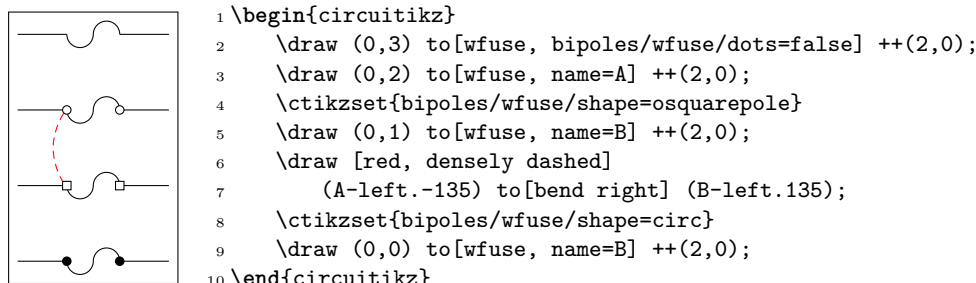 1 \begin{circuitikz}
2 \draw (0,3) to[wfuse, bipoles/wfuse/dots=false] ++(2,0);
3 \draw (0,2) to[wfuse, name=A] ++(2,0);
4 \ctikzset{bipoles/wfuse/shape=osquarepole}
5 \draw (0,1) to[wfuse, name=B] ++(2,0);
6 \draw [red, densely dashed]
7 (A-left.-135) to[bend right] (B-left.135);
8 \ctikzset{bipoles/wfuse/shape=circ}
9 \draw (0,0) to[wfuse, name=B] ++(2,0);
10 \end{circuitikz}